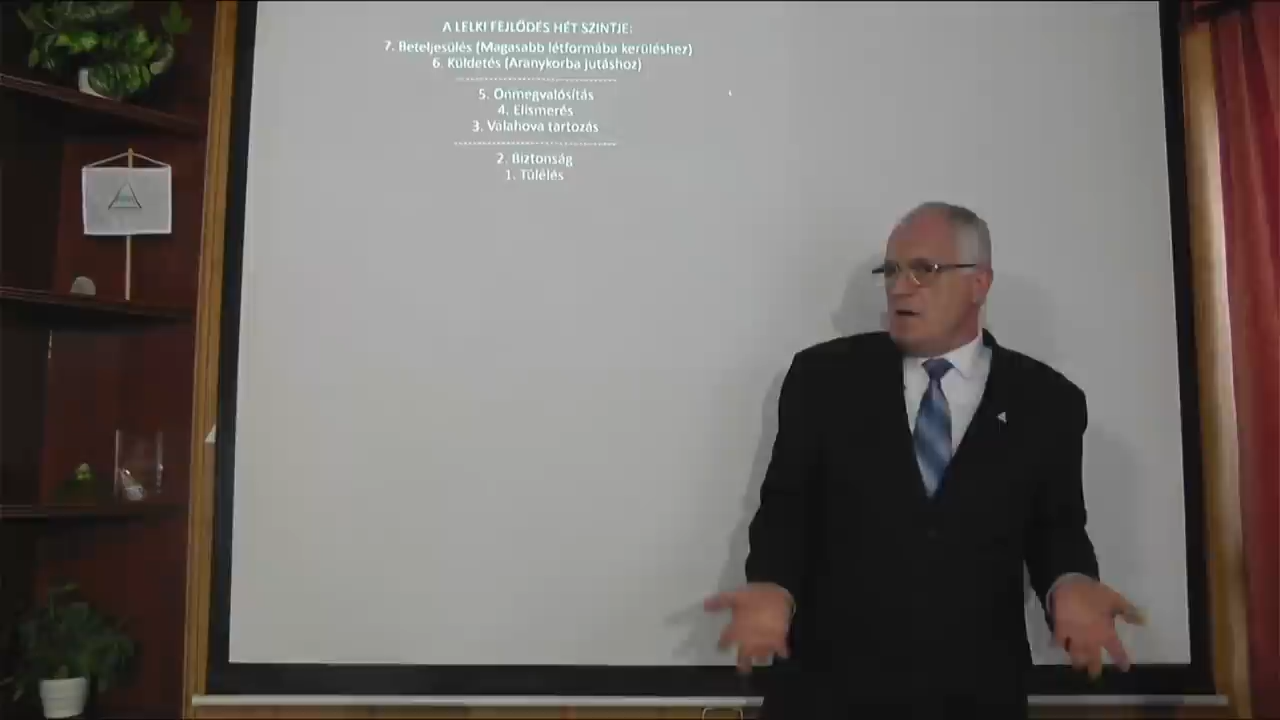 A LELKI FEJLŐDÉS HÉT SZINTJE:
7. Beteljesülés (Magasabb létformába kerüléshez)
6. Küldetés (Aranykorba jutáshoz)
5. Önmegvalósítás
4. Elismerés
3. Valahova tartozás
2. Biztonság
1. Túlélés